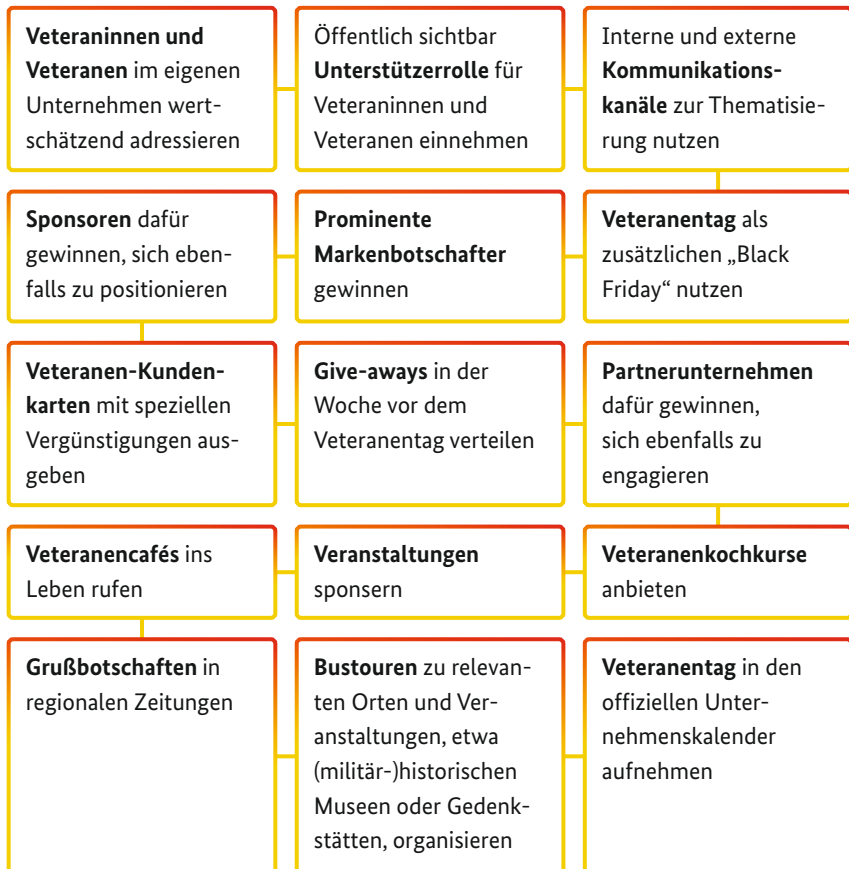 Veteraninnen und
Veteranen im eigenen
Unternehmen wert-
schätzend adressieren
Öffentlich sichtbar
Unterstützerrolle für
Veteraninnen und
Veteranen einnehmen
Interne und externe
Kommunikations-
kanäle zur Thematisie-
rung nutzen
Sponsoren dafür
gewinnen, sich eben-
falls zu positionieren
Prominente
Markenbotschafter
gewinnen
Veteranentag als
zusätzlichen „Black
Friday“ nutzen
Veteranen-Kunden-
karten mit speziellen
Vergünstigungen aus-
geben
Give-aways in der
Woche vor dem
Veteranentag verteilen
Partnerunternehmen
dafür gewinnen,
sich ebenfalls zu
engagieren
Veteranencafés ins
Leben rufen
Veranstaltungen
sponsern
Veteranenkochkurse
anbieten
Grußbotschaften in
regionalen Zeitungen
Bustouren zu relevan-
ten Orten und Ver-
anstaltungen, etwa
(militär-)historischen
Museen oder Gedenk-
stätten, organisieren
Veteranentag in den
offiziellen Unter-
nehmenskalender
aufnehmen